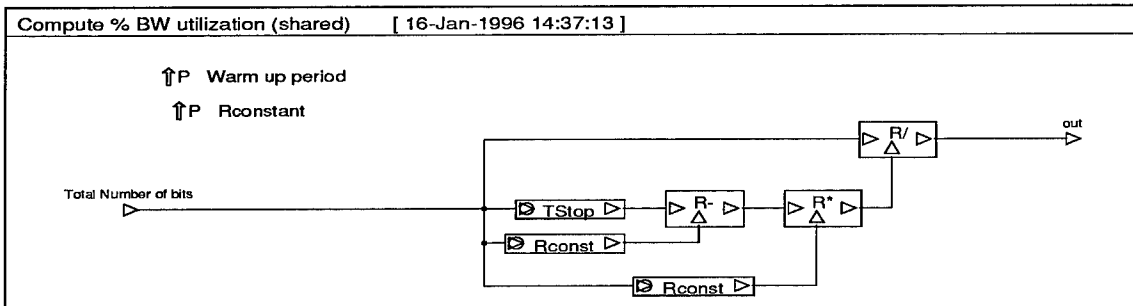 Compute % BW utilization (shared) [ 16-Jan-1996 14:37:13 ]
⇑P Warm up period
⇑P Rconstant
out
R/
Total Number of bits
TStop
R-
R*
Rconst
Rconst